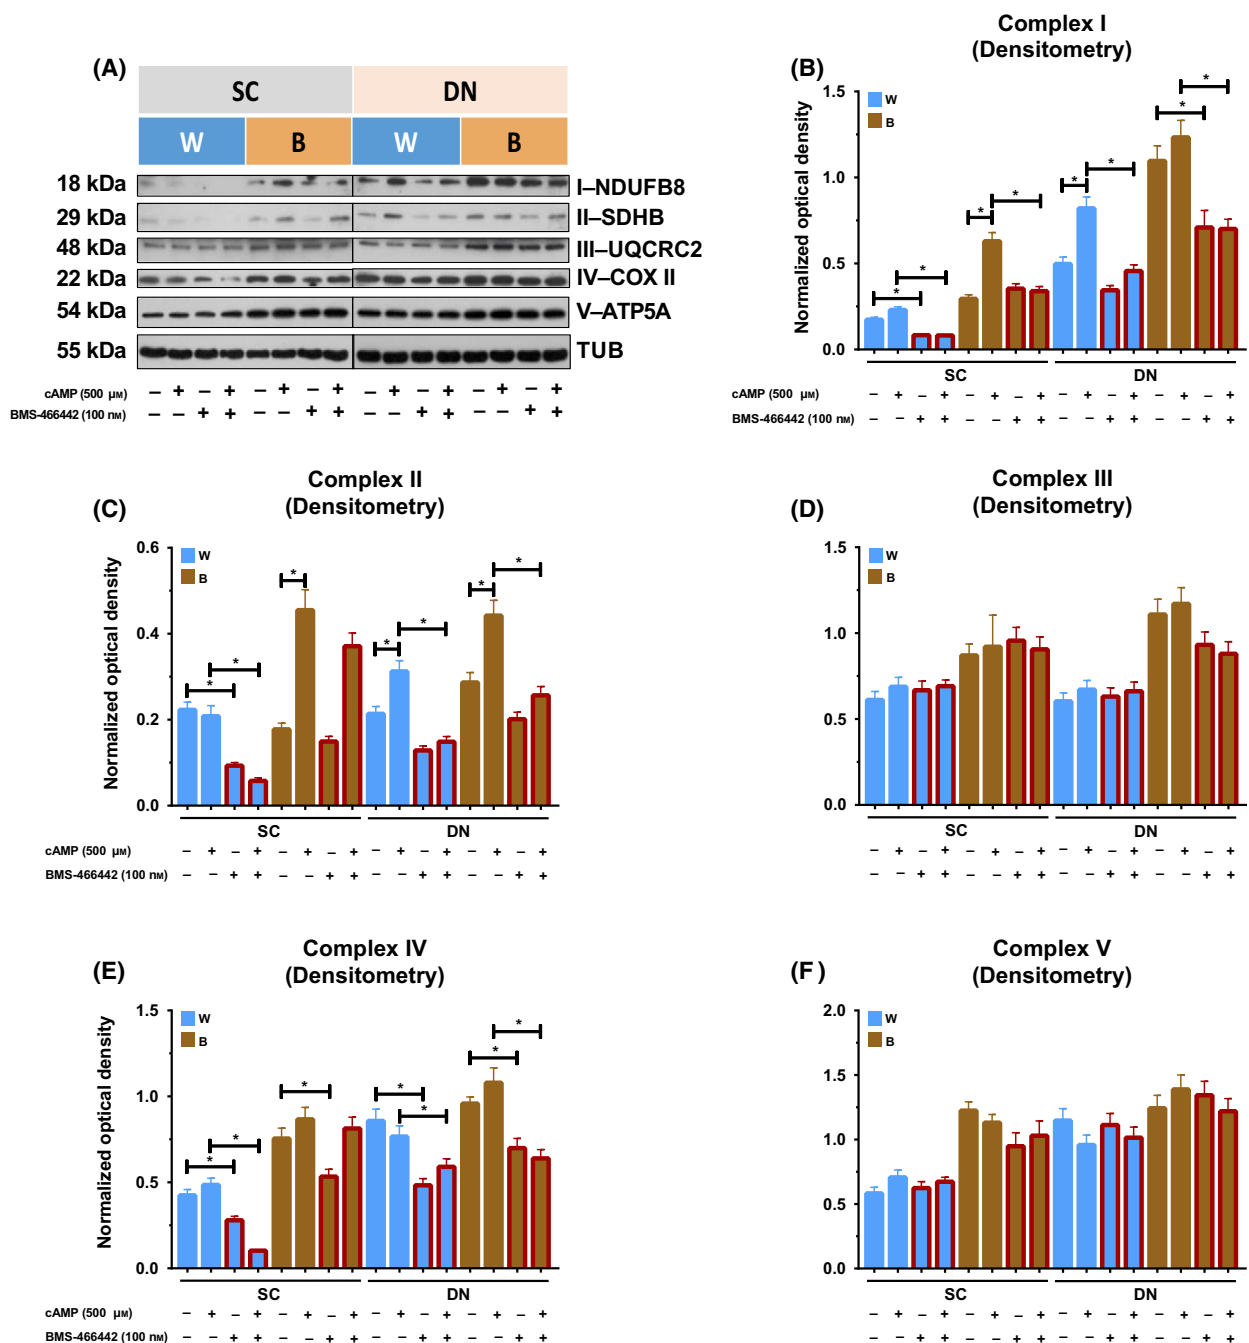 (A)
SC DN
W B W B
18 kDa I–NDUFB8
29 kDa II–SDHB
48 kDa III–UQCRC2
22 kDa IV–COX II
54 kDa V–ATP5A
55 kDa TUB
cAMP (500 µM) – + – + – + – + – + – + – + – +
BMS-466442 (100 nM) – – + + – – + + – – + + – – + +
Complex I
(Densitometry)
(B)
Normalized optical density
1.5
1.0
0.5
0.0
W
B
* * * * * * * *
SC DN
cAMP (500 µM) – + – + – + – + – + – + – + – +
BMS-466442 (100 nM) – – + + – – + + – – + + – – + +
Complex II
(Densitometry)
(C)
Normalized optical density
0.6
0.4
0.2
0.0
W
B
* * * * * * *
SC DN
cAMP (500 µM) – + – + – + – + – + – + – + – +
BMS-466442 (100 nM) – – + + – – + + – – + + – – + +
Complex III
(Densitometry)
(D)
1.5
1.0
0.5
0.0
W
B
SC DN
– + – + – + – + – + – + – + – +
– – + + – – + + – – + + – – + +
Complex IV
(Densitometry)
(E)
Normalized optical density
1.5
1.0
0.5
0.0
W
B
* * * * * * *
SC DN
cAMP (500 µM) – + – + – + – + – + – + – + – +
BMS-466442 (100 nM) – – + + – – + + – – + + – – + +
Complex V
(Densitometry)
(F)
2.0
1.5
1.0
0.5
0.0
W
B
SC DN
– + – + – + – + – + – + – + – +
– – + + – – + + – – + + – – + +